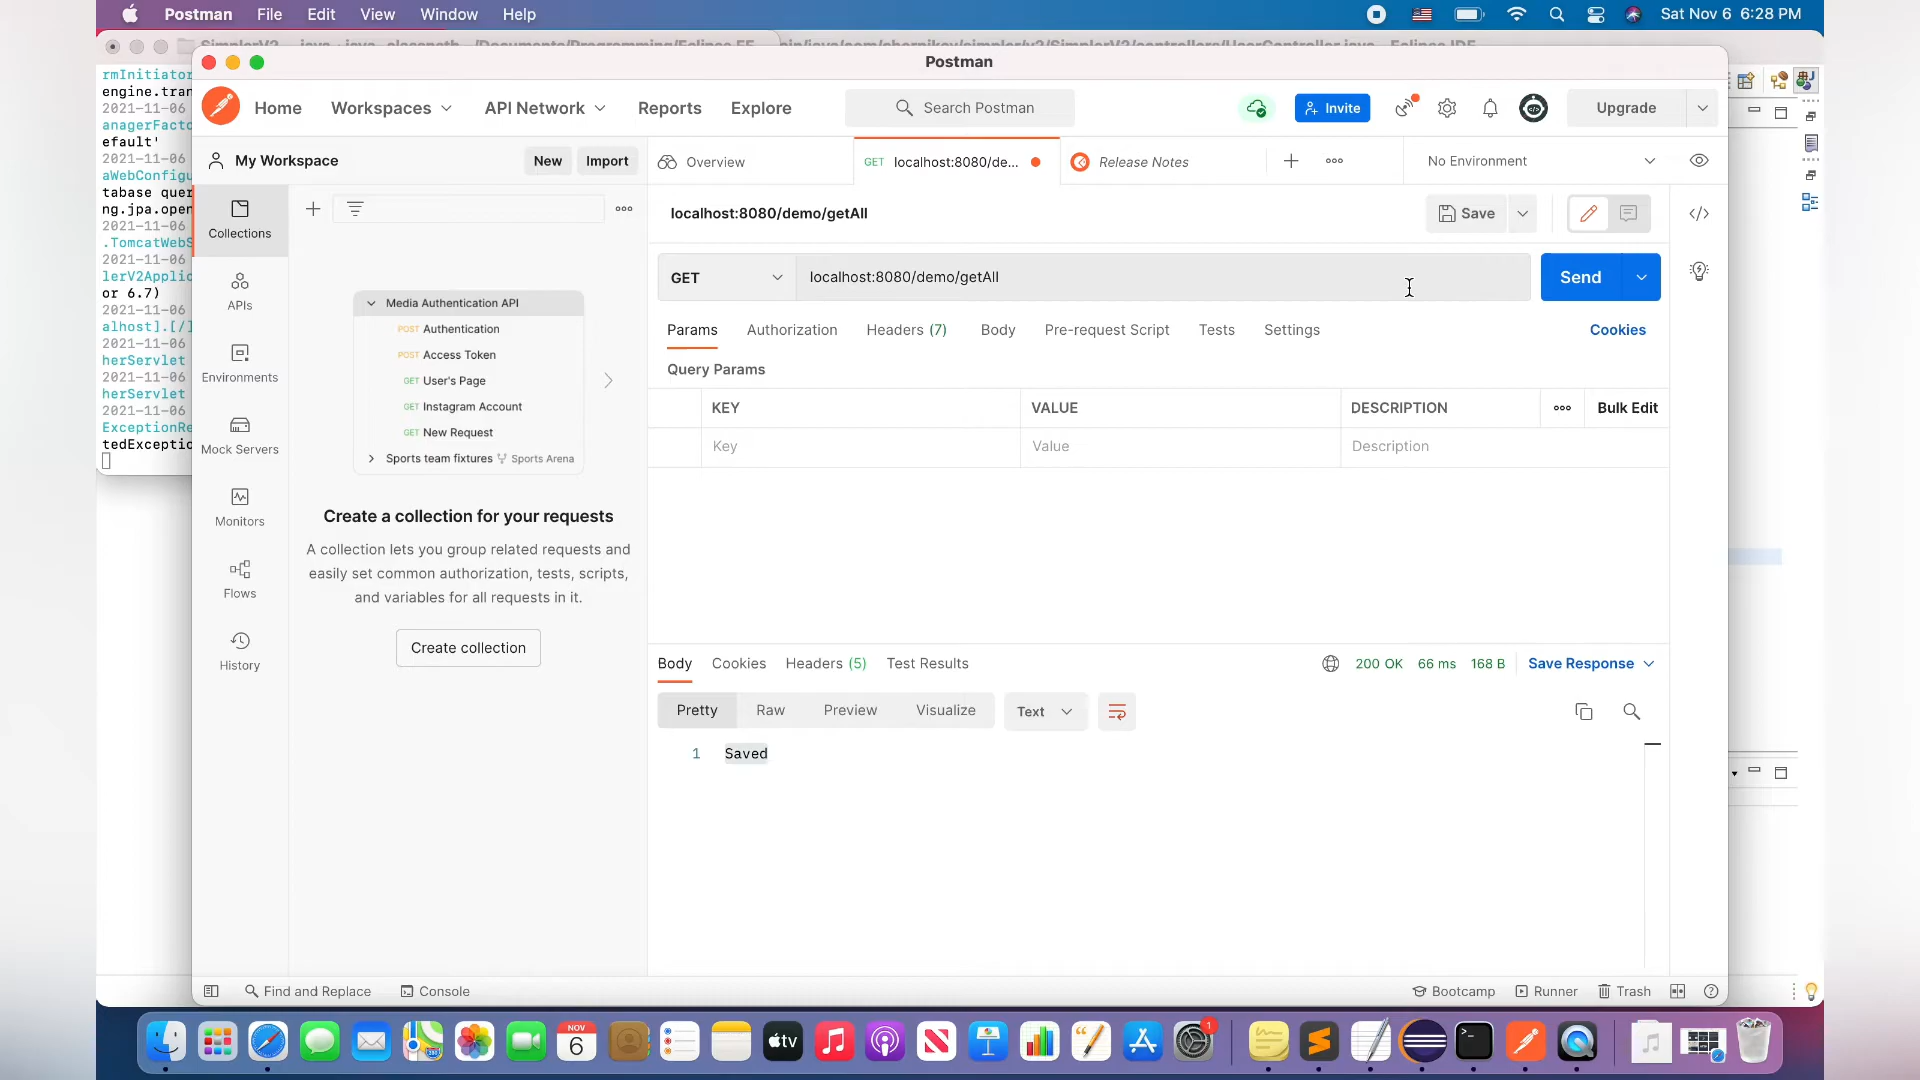 Postman File Edit View Window Help
Sat Nov 6 6:28 PM
Postman
rmInitiator
engine.tran
2021-11-06
anagerFacto
efault'
2021-11-06
aWebConfigu
tabase quer
ng.jpa.open
2021-11-06
.TomcatWebS
2021-11-06
lerV2Applic
or 6.7)
2021-11-06
alhost].[/]
2021-11-06
herServlet
2021-11-06
herServlet
2021-11-06
ExceptionRe
tedExceptio
Home Workspaces API Network Reports Explore
Search Postman
Invite
Upgrade
My Workspace
New Import
Overview
GET localhost:8080/de...
Release Notes
No Environment
Collections
APIs
Environments
Mock Servers
Monitors
Flows
History
Media Authentication API
POST Authentication
POST Access Token
GET User's Page
GET Instagram Account
GET New Request
Sports team fixtures Sports Arena
Create a collection for your requests
A collection lets you group related requests and
easily set common authorization, tests, scripts,
and variables for all requests in it.
Create collection
localhost:8080/demo/getAll
Save
GET localhost:8080/demo/getAll Send
Params Authorization Headers (7) Body Pre-request Script Tests Settings Cookies
Query Params
KEY VALUE DESCRIPTION Bulk Edit
Key Value Description
Body Cookies Headers (5) Test Results
200 OK 66 ms 168 B Save Response
Pretty Raw Preview Visualize Text
1 Saved
Find and Replace Console
Bootcamp Runner Trash
NOV
6
tv
1